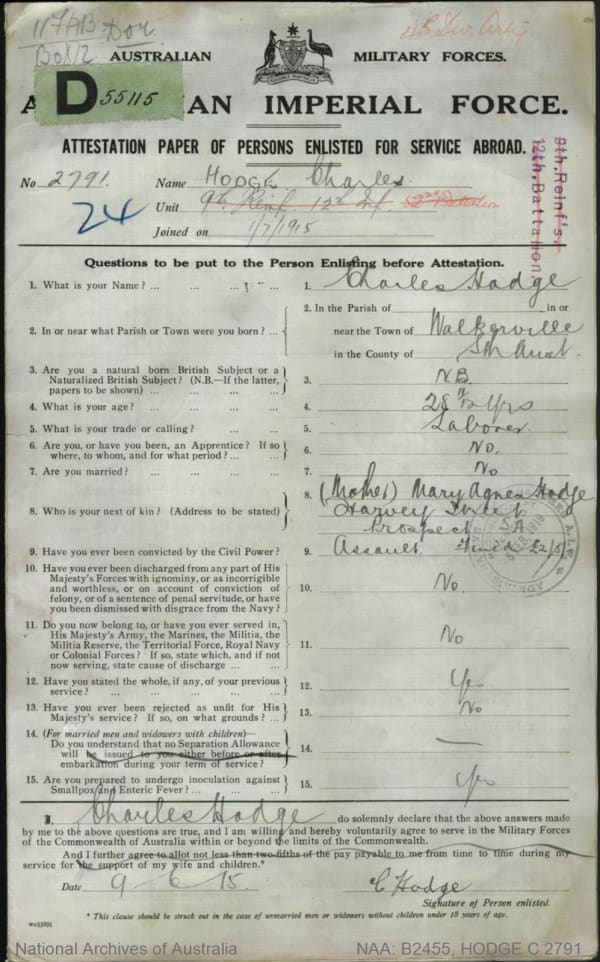 117AB. Dov.
Box12
4th Div. Arty.
AUSTRALIAN MILITARY FORCES.
D 55115
A IAN IMPERIAL FORCE.
ATTESTATION PAPER OF PERSONS ENLISTED FOR SERVICE ABROAD.
9th.Reinf's,
12th.Battalion
No 2791. Name HODGE Charles.
24
Unit 9th Reinf 12th Inf. 52nd Battalion
Joined on 1/7/1915
Questions to be put to the Person Enlisting before Attestation.
1. What is your Name? ... 1. Charles Hodge
2. In or near what Parish or Town were you born? ... 2. In the Parish of in or
near the Town of Walkerville
in the County of Sth Aust.
3. Are you a natural born British Subject or a
Naturalized British Subject? (N.B.—If the latter,
papers to be shown) ... 3. N.B.
4. What is your age? ... 4. 28 Yrs
5. What is your trade or calling? ... 5. Laborer.
6. Are you, or have you been, an Apprentice? If so
where, to whom, and for what period? ... 6. No.
7. Are you married? ... 7. No
8. Who is your next of kin? (Address to be stated) 8. (Mother) Mary Agnes Hodge
Harvey Street
Prospect SA
9. Have you ever been convicted by the Civil Power? 9. Assault. Fined £2/5/
10. Have you ever been discharged from any part of His
Majesty's Forces with ignominy, or as incorrigible
and worthless, or on account of conviction of
felony, or of a sentence of penal servitude, or have
you been dismissed with disgrace from the Navy? 10. No
11. Do you now belong to, or have you ever served in,
His Majesty's Army, the Marines, the Militia, the
Militia Reserve, the Territorial Force, Royal Navy
or Colonial Forces? If so, state which, and if not
now serving, state cause of discharge ... 11. No
12. Have you stated the whole, if any, of your previous
service? ... 12. Yes
13. Have you ever been rejected as unfit for His
Majesty's service? If so, on what grounds? ... 13. No
14. (For married men and widowers with children)—
Do you understand that no Separation Allowance
will be issued to you either before or after
embarkation during your term of service? 14. —
15. Are you prepared to undergo inoculation against
Smallpox and Enteric Fever? ... 15. Yes
I, Charles Hodge do solemnly declare that the above answers made
by me to the above questions are true, and I am willing and hereby voluntarily agree to serve in the Military Forces
of the Commonwealth of Australia within or beyond the limits of the Commonwealth.
And I further agree to allot not less than two-fifths of the pay payable to me from time to time during my
service for the support of my wife and children.*
Date 9-6-15. C Hodge
Signature of Person enlisted.
* This clause should be struck out in the case of unmarried men or widowers without children under 18 years of age.
National Archives of Australia NAA: B2455, HODGE C 2791